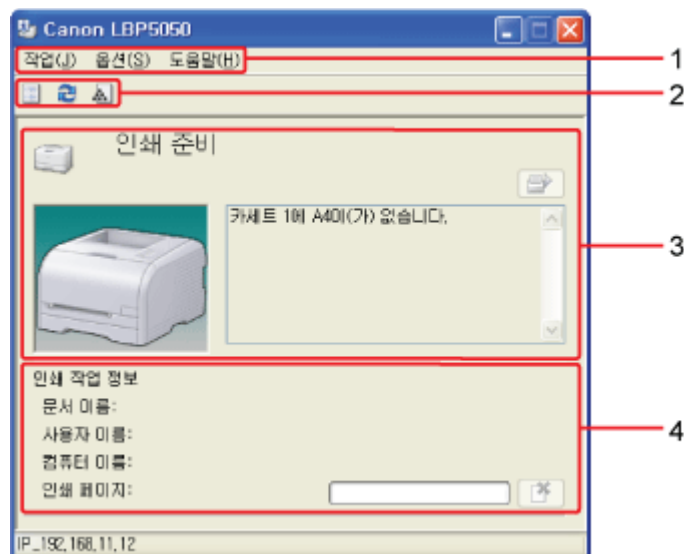 Canon LBP5050
작업(J) 옵션(S) 도움말(H)
1
2
인쇄 준비
카세트 1에 A4이(가) 없습니다.
3
인쇄 작업 정보
문서 이름:
사용자 이름:
컴퓨터 이름:
인쇄 페이지:
4
IP_192,168,11,12